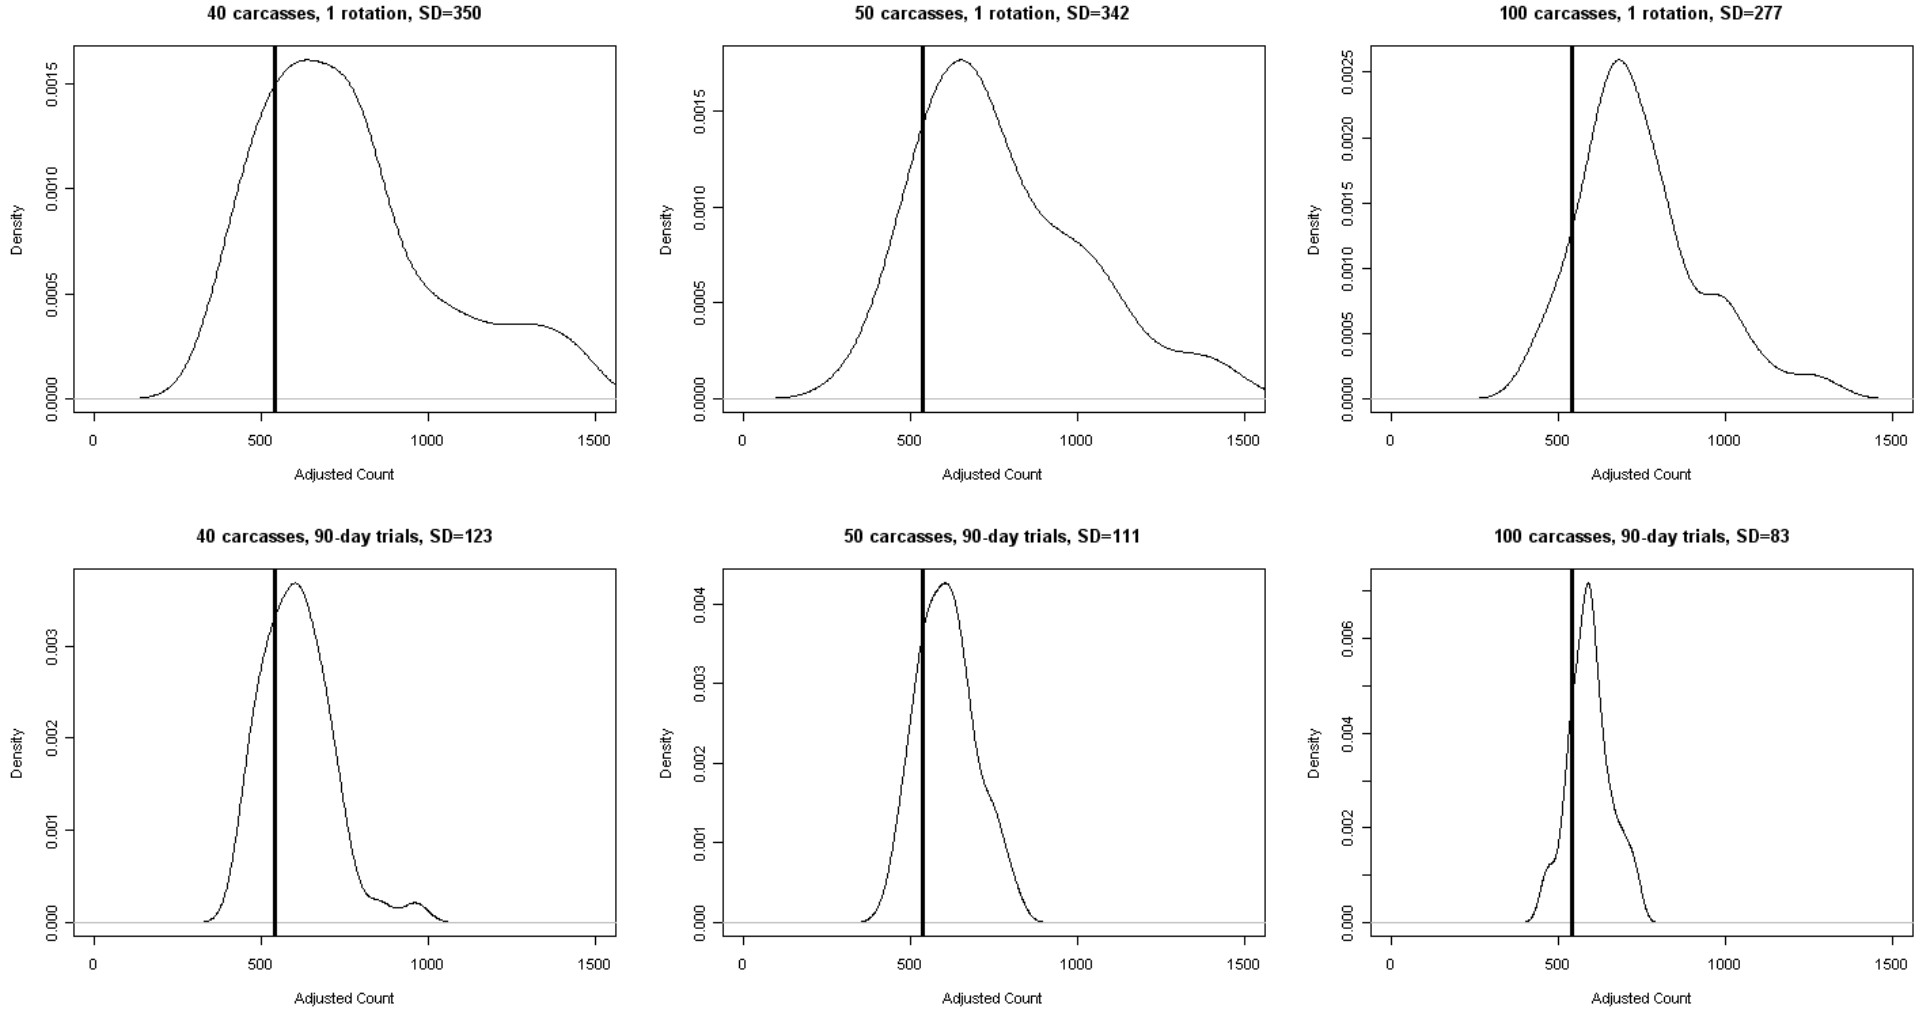 40 carcasses, 1 rotation, SD=350
Density
0.0000 0.0005 0.0010 0.0015
0 500 1000 1500
Adjusted Count
50 carcasses, 1 rotation, SD=342
Density
0.0000 0.0005 0.0010 0.0015
0 500 1000 1500
Adjusted Count
100 carcasses, 1 rotation, SD=277
Density
0.0000 0.0005 0.0010 0.0015 0.0020 0.0025
0 500 1000 1500
Adjusted Count
40 carcasses, 90-day trials, SD=123
Density
0.000 0.001 0.002 0.003
0 500 1000 1500
Adjusted Count
50 carcasses, 90-day trials, SD=111
Density
0.000 0.001 0.002 0.003 0.004
0 500 1000 1500
Adjusted Count
100 carcasses, 90-day trials, SD=83
Density
0.000 0.002 0.004 0.006
0 500 1000 1500
Adjusted Count